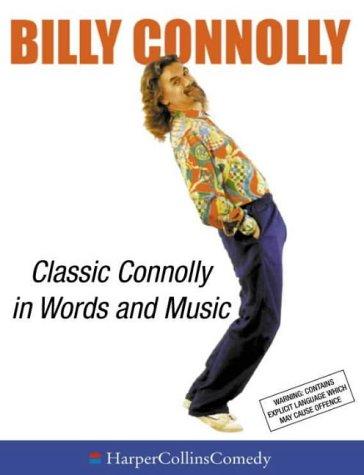 BILLY CONNOLLY
Classic Connolly
in Words and Music
WARNING: CONTAINS
EXPLICIT LANGUAGE WHICH
MAY CAUSE OFFENCE
HarperCollinsComedy